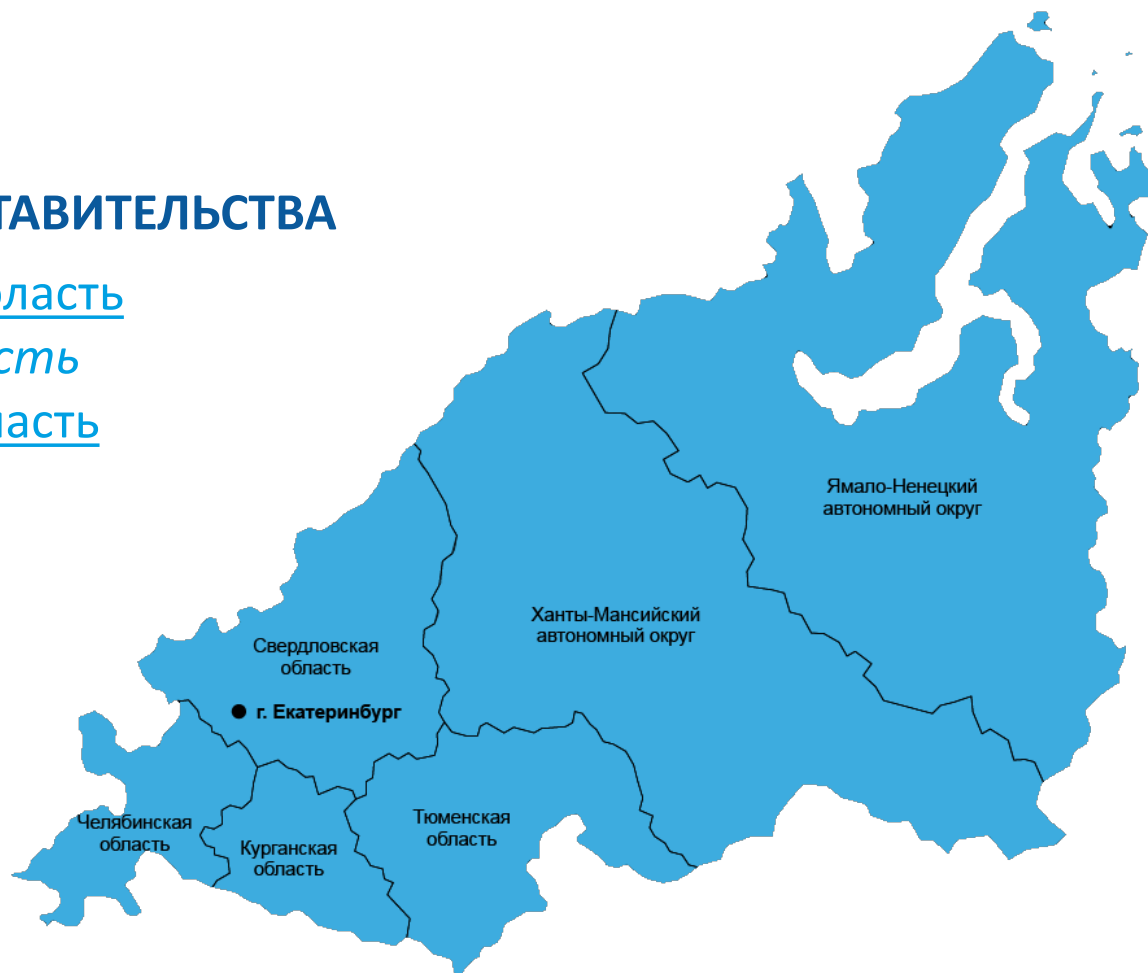 ТАВИТЕЛЬСТВА
ласть
сть
асть
Ямало-Ненецкий
автономный округ
Ханты-Мансийский
автономный округ
Свердловская
область
г. Екатеринбург
Челябинская
область
Курганская
область
Тюменская
область